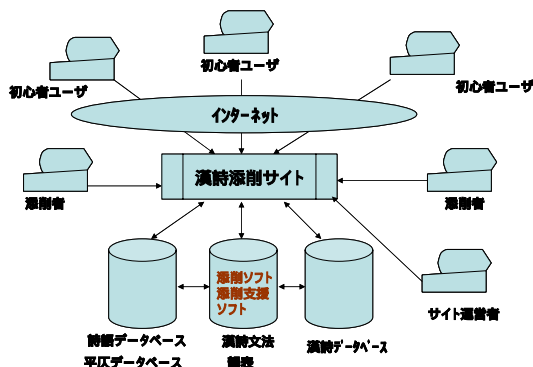 初心者ユーザ
初心者ユーザ
初心者ユーザ
インターネット
漢詩添削サイト
添削者
添削者
添削ソフト
添削支援
ソフト
サイト運営者
詩語データベース
平仄データベース
漢詩文法
韻表
漢詩データベース